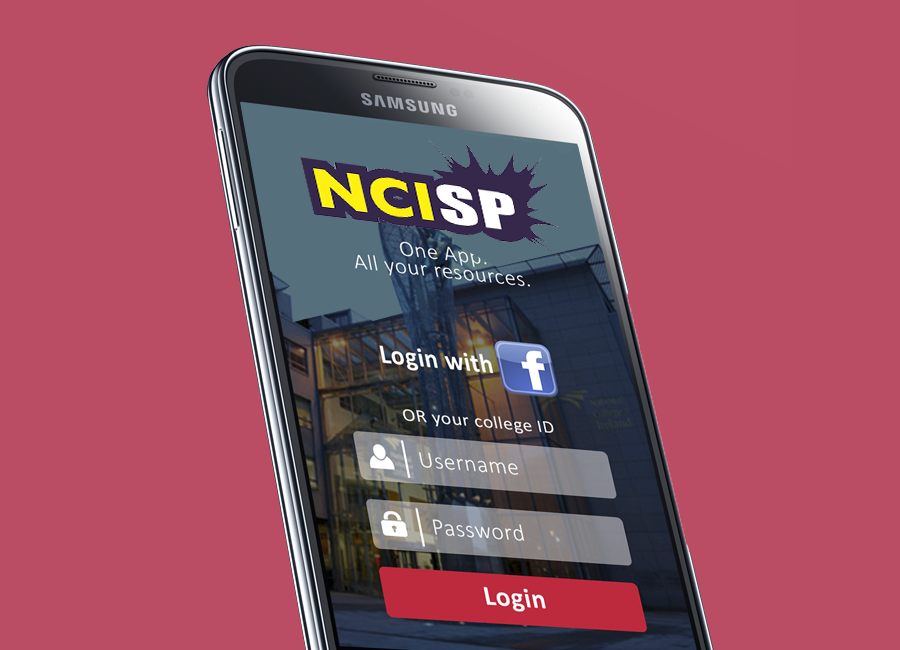 SAMSUNG
NCISP
One App.
All your resources.
Login with f
OR your college ID
Username
Password
Login